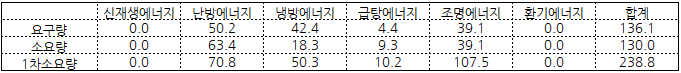 신재생에너지 난방에너지 냉방에너지 급탕에너지 조명에너지 환기에너지 합계
요구량 0.0 50.2 42.4 4.4 39.1 0.0 136.1
소요량 0.0 63.4 18.3 9.3 39.1 0.0 130.0
1차소요량 0.0 70.8 50.3 10.2 107.5 0.0 238.8